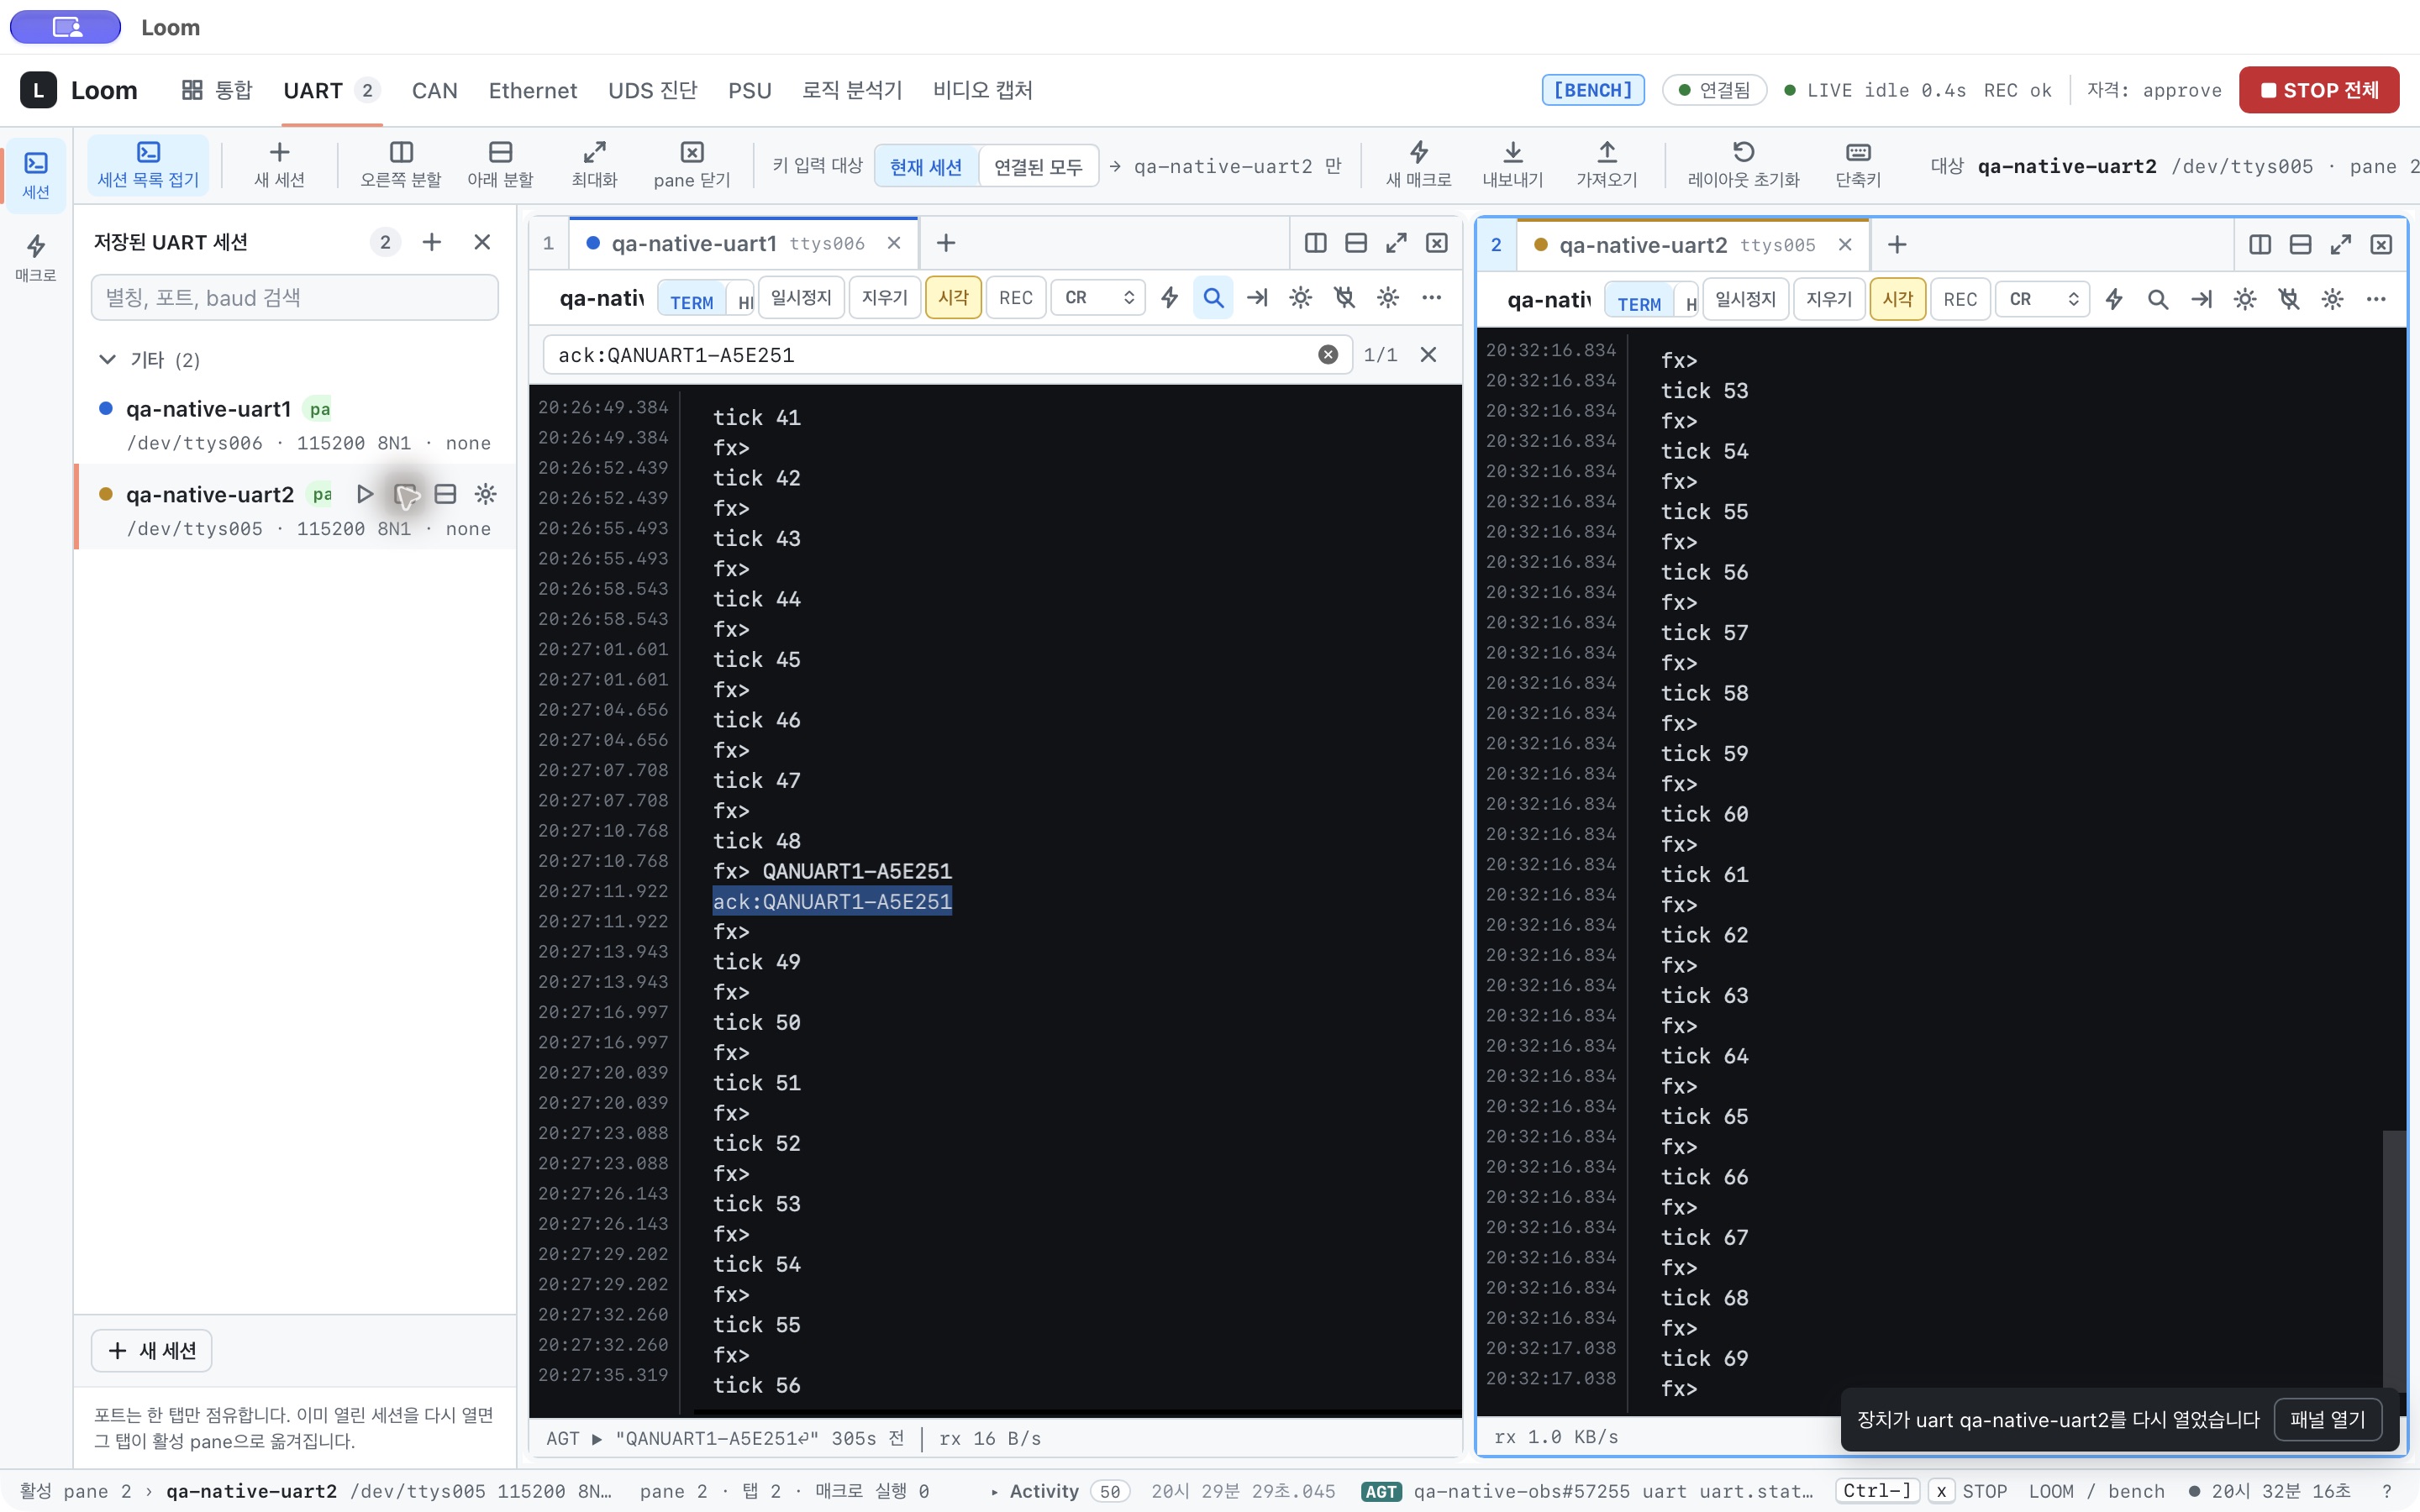 Loom
L Loom 통합 UART 2 CAN Ethernet UDS 진단 PSU 로직 분석기 비디오 캡처 [BENCH] 연결됨 LIVE idle 0.4s REC ok 자격: approve STOP 전체
세션 목록 접기 새 세션 오른쪽 분할 아래 분할 최대화 pane 닫기 키 입력 대상 현재 세션 연결된 모두 → qa-native-uart2 만 새 매크로 내보내기 가져오기 레이아웃 초기화 단축키 대상 qa-native-uart2 /dev/ttys005 · pane 2
세션
매크로
저장된 UART 세션 2
별칭, 포트, baud 검색
기타 (2)
qa-native-uart1 pa
/dev/ttys006 · 115200 8N1 · none
qa-native-uart2 pa
/dev/ttys005 · 115200 8N1 · none
+ 새 세션
포트는 한 탭만 점유합니다. 이미 열린 세션을 다시 열면
그 탭이 활성 pane으로 옮겨집니다.
1 qa-native-uart1 ttys006
qa-nativ TERM 일시정지 지우기 시각 REC CR
ack:QANUART1-A5E251 1/1
20:26:49.384 tick 41
20:26:49.384 fx>
20:26:52.439 tick 42
20:26:52.439 fx>
20:26:55.493 tick 43
20:26:55.493 fx>
20:26:58.543 tick 44
20:26:58.543 fx>
20:27:01.601 tick 45
20:27:01.601 fx>
20:27:04.656 tick 46
20:27:04.656 fx>
20:27:07.708 tick 47
20:27:07.708 fx>
20:27:10.768 tick 48
20:27:10.768 fx> QANUART1-A5E251
20:27:11.922 ack:QANUART1-A5E251
20:27:11.922 fx>
20:27:13.943 tick 49
20:27:13.943 fx>
20:27:16.997 tick 50
20:27:16.997 fx>
20:27:20.039 tick 51
20:27:20.039 fx>
20:27:23.088 tick 52
20:27:23.088 fx>
20:27:26.143 tick 53
20:27:26.143 fx>
20:27:29.202 tick 54
20:27:29.202 fx>
20:27:32.260 tick 55
20:27:32.260 fx>
20:27:35.319 tick 56
AGT ▶ "QANUART1-A5E251⏎" 305s 전 | rx 16 B/s
2 qa-native-uart2 ttys005
qa-nativ TERM H 일시정지 지우기 시각 REC CR
20:32:16.834 fx>
20:32:16.834 tick 53
20:32:16.834 fx>
20:32:16.834 tick 54
20:32:16.834 fx>
20:32:16.834 tick 55
20:32:16.834 fx>
20:32:16.834 tick 56
20:32:16.834 fx>
20:32:16.834 tick 57
20:32:16.834 fx>
20:32:16.834 tick 58
20:32:16.834 fx>
20:32:16.834 tick 59
20:32:16.834 fx>
20:32:16.834 tick 60
20:32:16.834 fx>
20:32:16.834 tick 61
20:32:16.834 fx>
20:32:16.834 tick 62
20:32:16.834 fx>
20:32:16.834 tick 63
20:32:16.834 fx>
20:32:16.834 tick 64
20:32:16.834 fx>
20:32:16.834 tick 65
20:32:16.834 fx>
20:32:16.834 tick 66
20:32:16.834 fx>
20:32:16.834 tick 67
20:32:16.834 fx>
20:32:16.834 tick 68
20:32:16.834 fx>
20:32:17.038 tick 69
20:32:17.038 fx>
rx 1.0 KB/s
장치가 uart qa-native-uart2를 다시 열었습니다 패널 열기
활성 pane 2 › qa-native-uart2 /dev/ttys005 115200 8N… pane 2 · 탭 2 · 매크로 실행 0 ▸ Activity 50 20시 29분 29초.045 AGT qa-native-obs#57255 uart uart.stat… Ctrl-] x STOP LOOM / bench 20시 32분 16초 ?